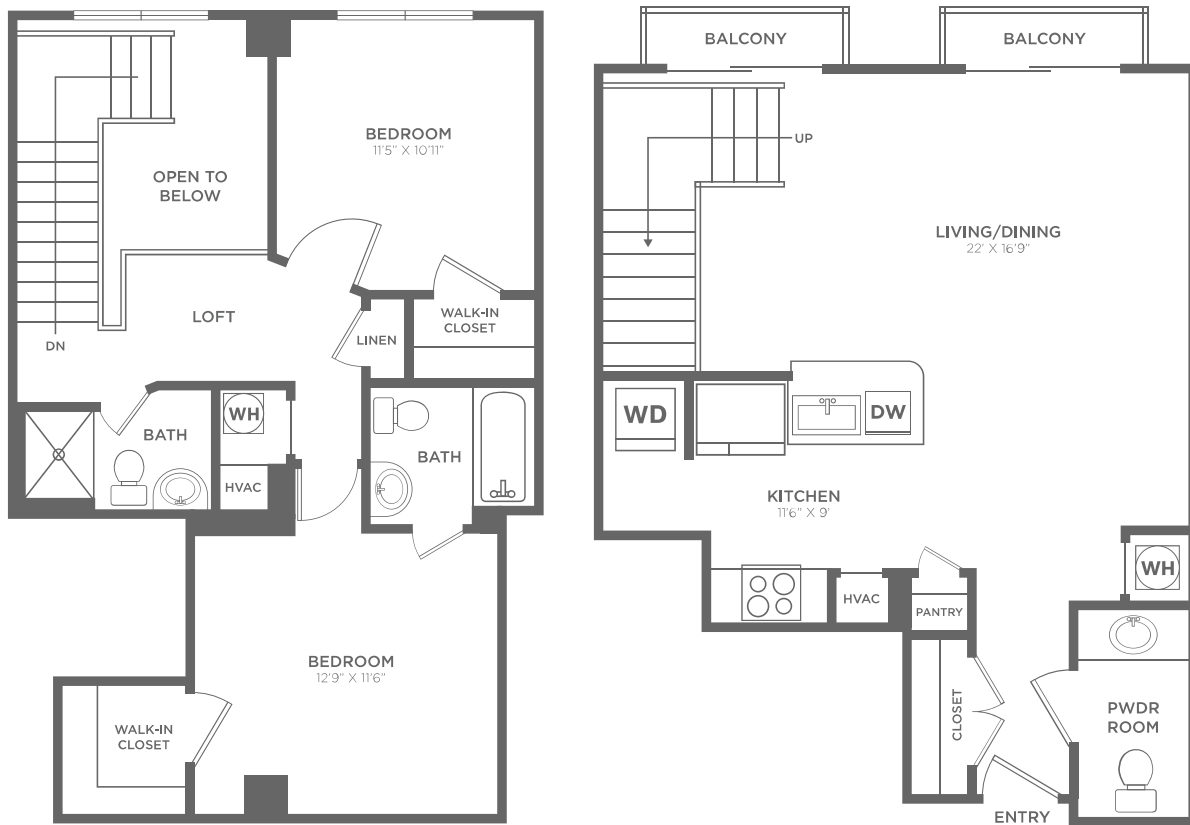 BEDROOM
11'5" X 10'11"
OPEN TO
BELOW
LOFT
DN
LINEN
WALK-IN
CLOSET
BATH
WH
HVAC
BATH
BEDROOM
12'9" X 11'6"
WALK-IN
CLOSET
BALCONY
BALCONY
UP
LIVING/DINING
22' X 16'9"
WD
DW
KITCHEN
11'6" X 9'
HVAC
PANTRY
WH
CLOSET
PWDR
ROOM
ENTRY